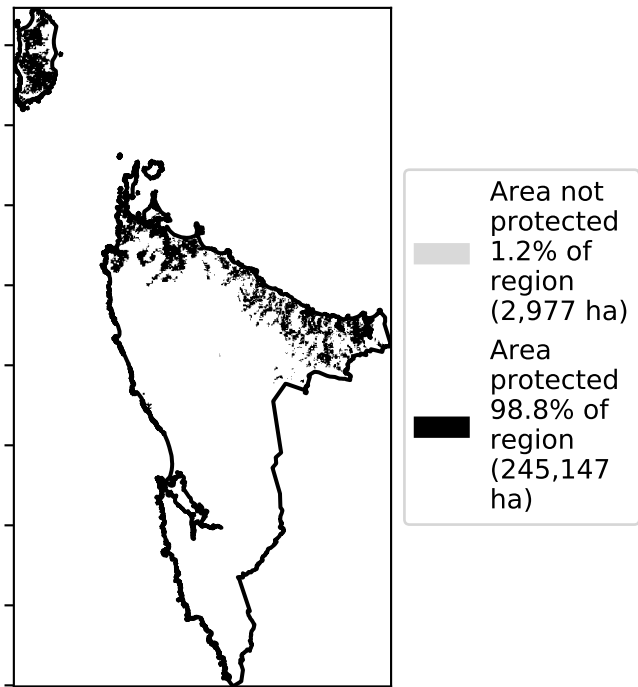 Area not
protected
1.2% of
region
(2,977 ha)
Area
protected
98.8% of
region
(245,147
ha)